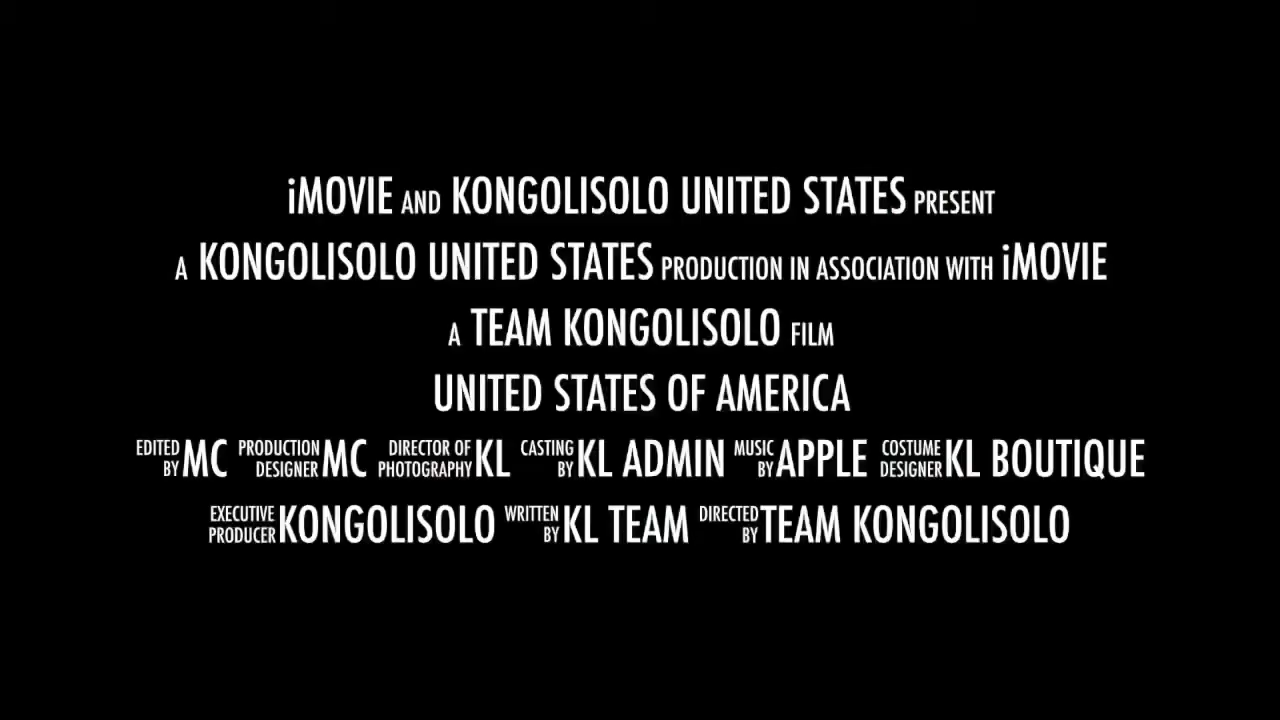 iMOVIE AND KONGOLISOLO UNITED STATES PRESENT
A KONGOLISOLO UNITED STATES PRODUCTION IN ASSOCIATION WITH iMOVIE
A TEAM KONGOLISOLO FILM
UNITED STATES OF AMERICA
EDITED BY MC PRODUCTION DESIGNER MC DIRECTOR OF PHOTOGRAPHY KL CASTING BY KL ADMIN MUSIC BY APPLE COSTUME DESIGNER KL BOUTIQUE
EXECUTIVE PRODUCER KONGOLISOLO WRITTEN BY KL TEAM DIRECTED BY TEAM KONGOLISOLO